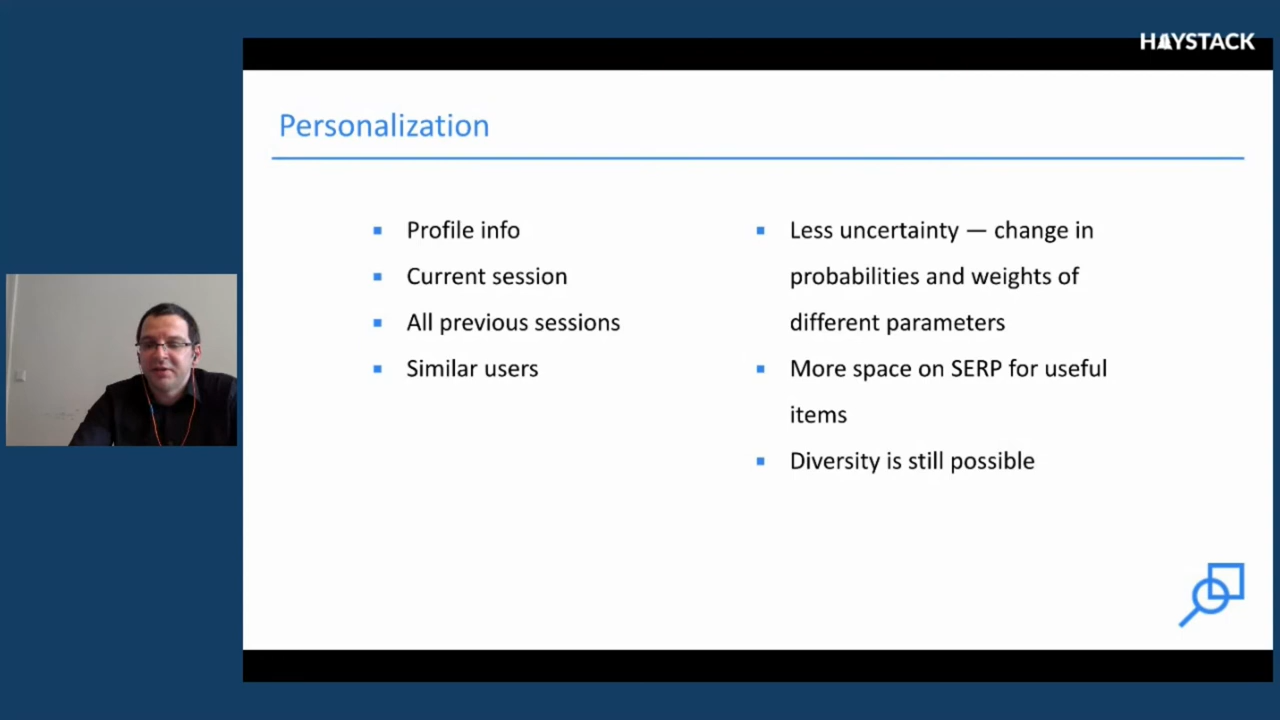 HAYSTACK
Personalization
Profile info
Current session
All previous sessions
Similar users
Less uncertainty — change in
probabilities and weights of
different parameters
More space on SERP for useful
items
Diversity is still possible